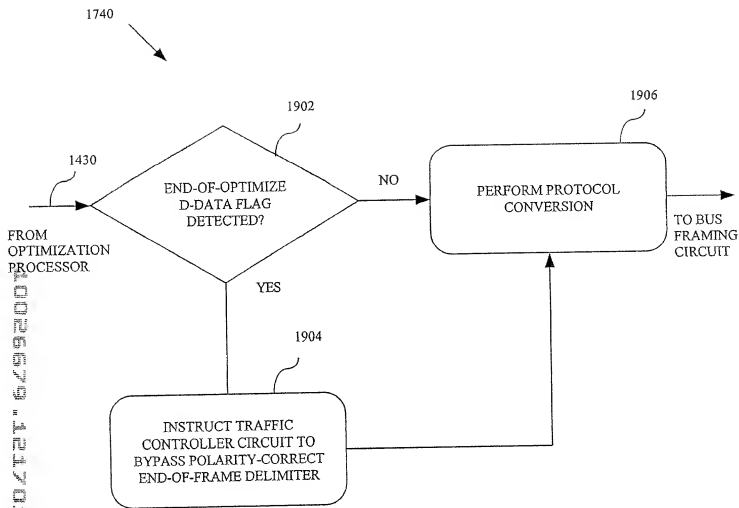 1740
1902
1906
1430
END-OF-OPTIMIZE
D-DATA FLAG
DETECTED?
NO
PERFORM PROTOCOL
CONVERSION
FROM
OPTIMIZATION
PROCESSOR
TO BUS
FRAMING
CIRCUIT
YES
1904
INSTRUCT TRAFFIC
CONTROLLER CIRCUIT TO
BYPASS POLARITY-CORRECT
END-OF-FRAME DELIMITER